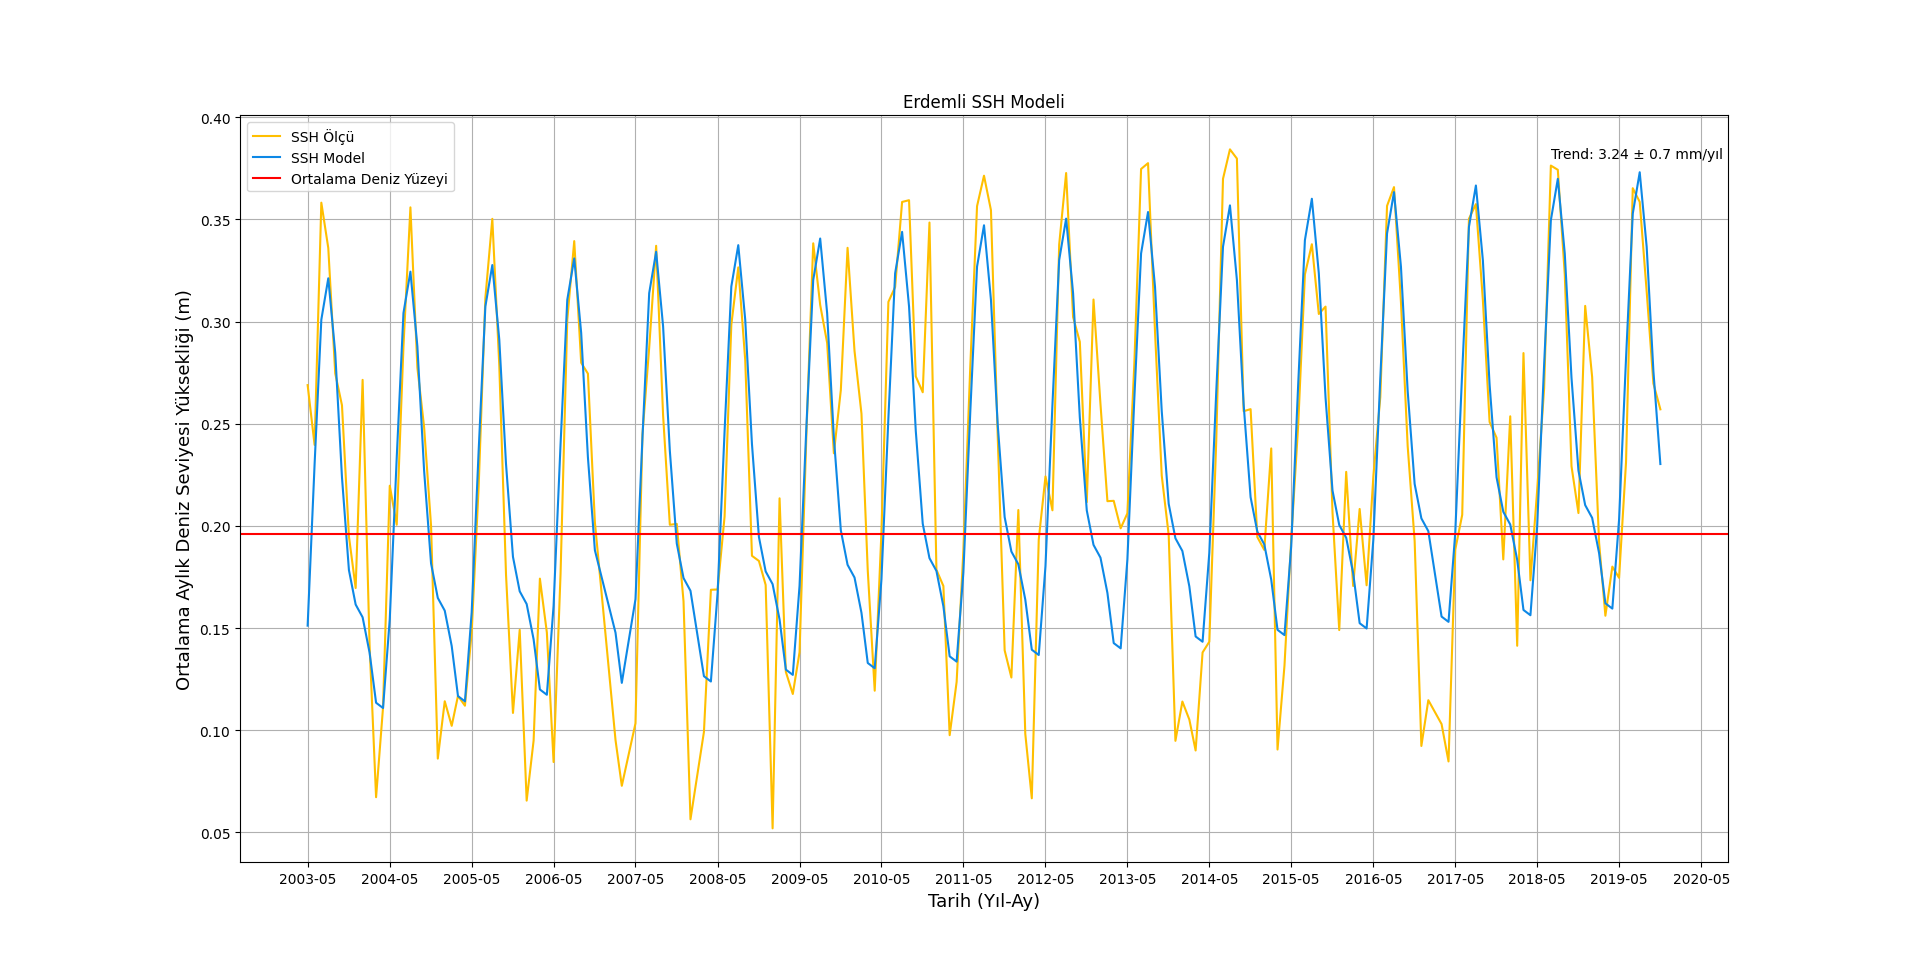 Erdemli SSH Modeli
SSH Ölçü
SSH Model
Ortalama Deniz Yüzeyi
Trend: 3.24 ± 0.7 mm/yıl
Ortalama Aylık Deniz Seviyesi Yüksekliği (m)
0.40
0.35
0.30
0.25
0.20
0.15
0.10
0.05
2003-05 2004-05 2005-05 2006-05 2007-05 2008-05 2009-05 2010-05 2011-05 2012-05 2013-05 2014-05 2015-05 2016-05 2017-05 2018-05 2019-05 2020-05
Tarih (Yıl-Ay)